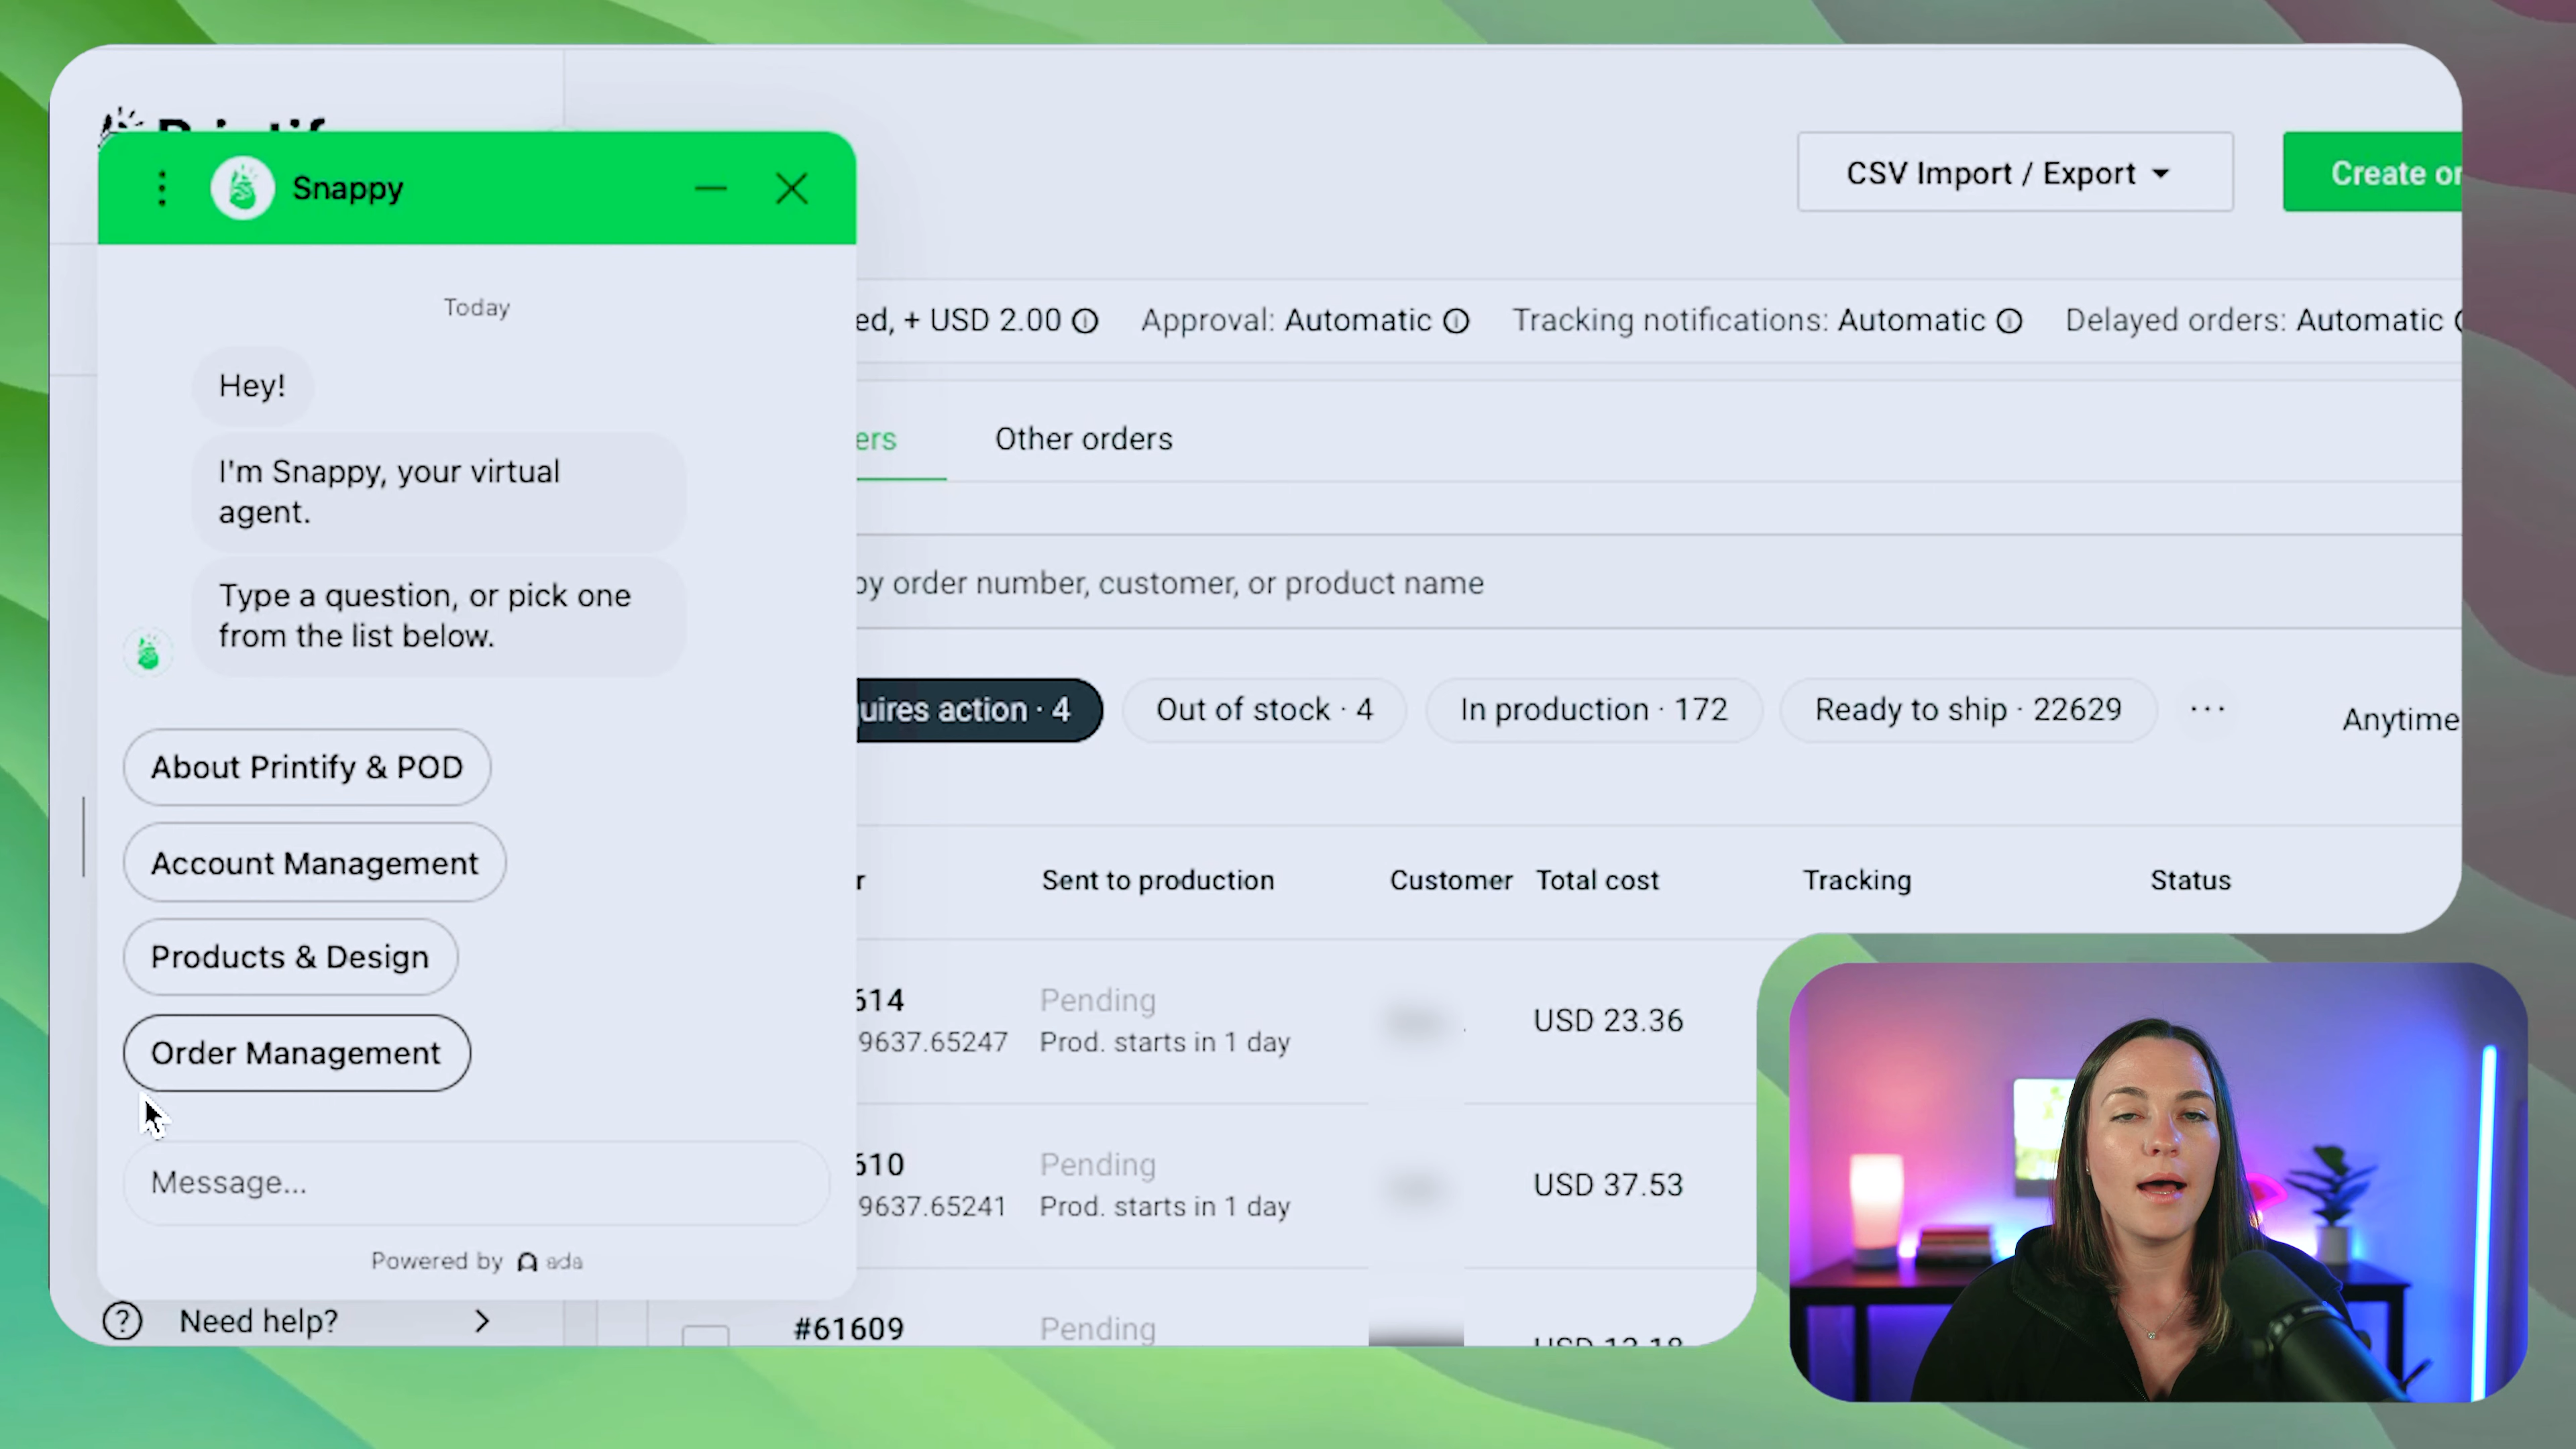 Snappy
Today
Hey!
I'm Snappy, your virtual
agent.
Type a question, or pick one
from the list below.
About Printify & POD
Account Management
Products & Design
Order Management
Message...
Powered by ada
Need help?
CSV Import / Export
Create or
ed, + USD 2.00
Approval: Automatic
Tracking notifications: Automatic
Delayed orders: Automatic
ers
Other orders
by order number, customer, or product name
uires action · 4
Out of stock · 4
In production · 172
Ready to ship · 22629
...
Anytime
r
Sent to production
Customer
Total cost
Tracking
Status
614
9637.65247
Pending
Prod. starts in 1 day
USD 23.36
610
9637.65241
Pending
Prod. starts in 1 day
USD 37.53
#61609
Pending